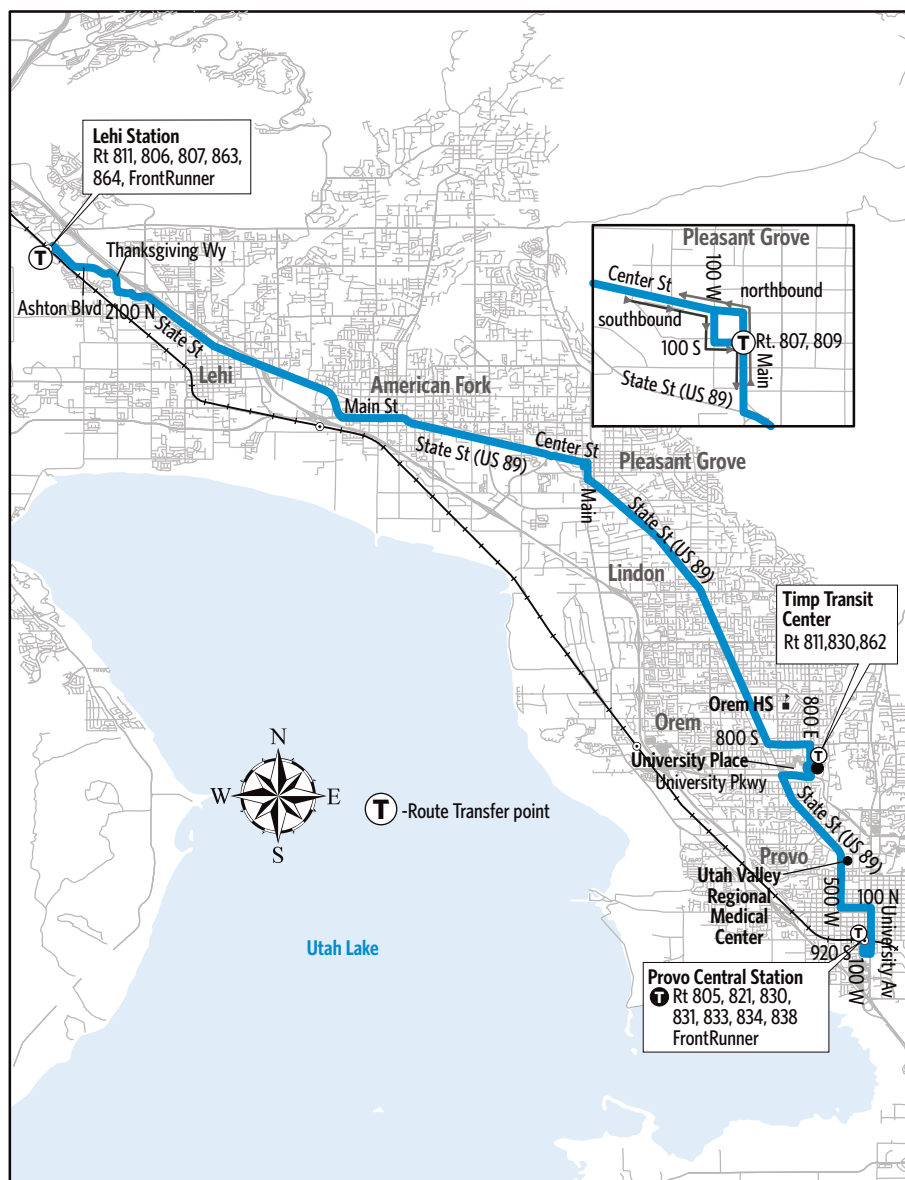 Lehi Station
Rt 811, 806, 807, 863,
864, FrontRunner
T
Thanksgiving Wy
Ashton Blvd
2100 N
State St
Lehi
American Fork
Main St
State St (US 89)
Center St
Pleasant Grove
Main
State St (US 89)
Lindon
Pleasant Grove
Center St
100 W
northbound
southbound
100 S
T
Rt. 807, 809
Main
State St (US 89)
Timp Transit
Center
Rt 811,830,862
Orem HS
800 E
Orem
800 S
T
University Place
University Pkwy
State St (US 89)
Provo
Utah Valley
Regional
Medical
Center
500 W
100 N
University Av
T
920 S
100 W
Provo Central Station
T Rt 805, 821, 830,
831, 833, 834, 838
FrontRunner
N
W
E
S
T -Route Transfer point
Utah Lake